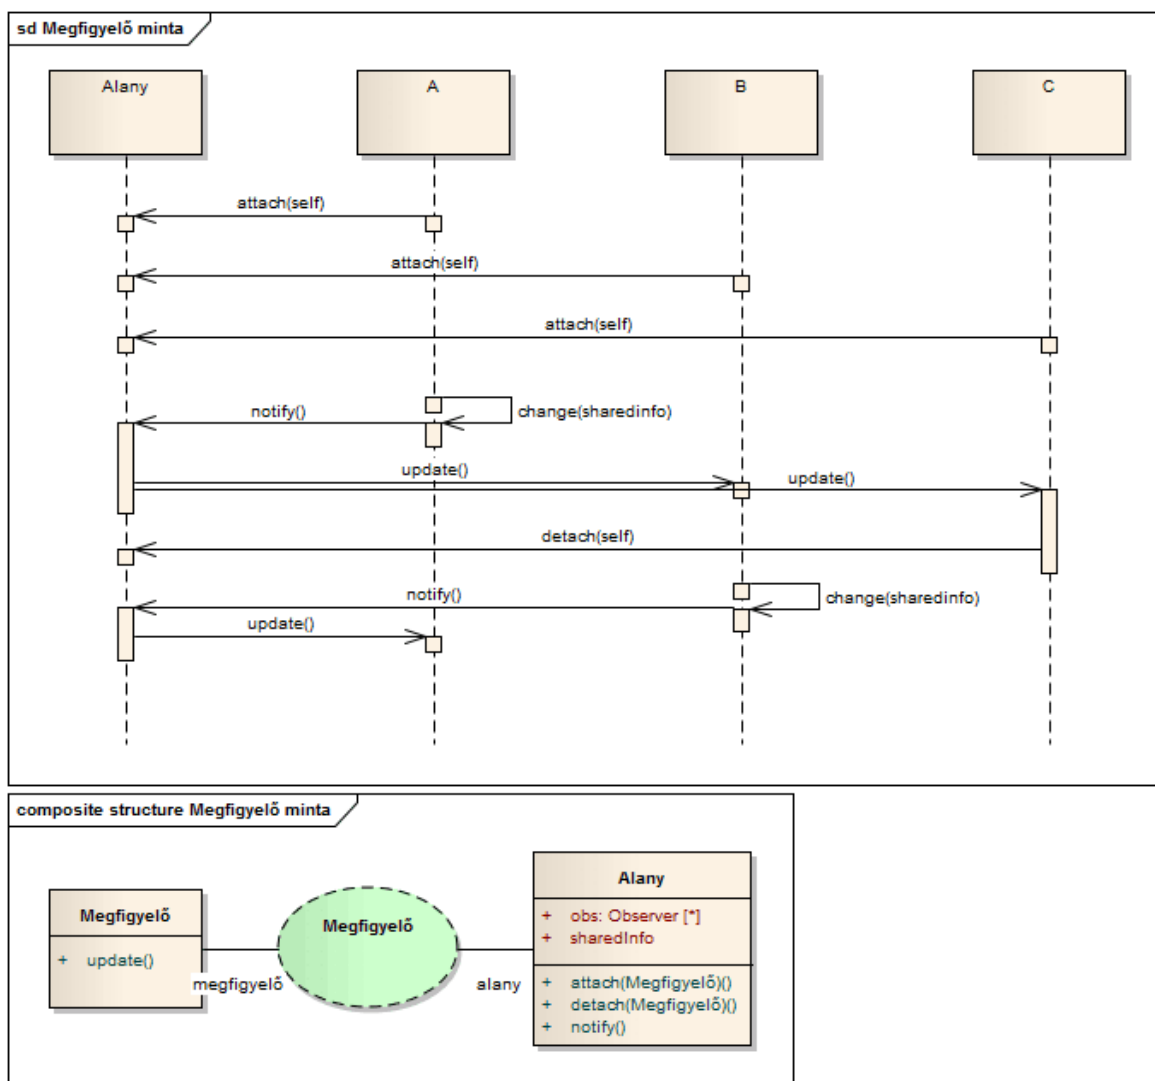 sd Megfigyelő minta
Alany
A
B
C
attach(self)
attach(self)
attach(self)
notify()
change(sharedinfo)
update()
update()
detach(self)
notify()
change(sharedinfo)
update()
composite structure Megfigyelő minta
Megfigyelő
+ update()
megfigyelő
Megfigyelő
alany
Alany
+ obs: Observer [*]
+ sharedInfo
+ attach(Megfigyelő)()
+ detach(Megfigyelő)()
+ notify()